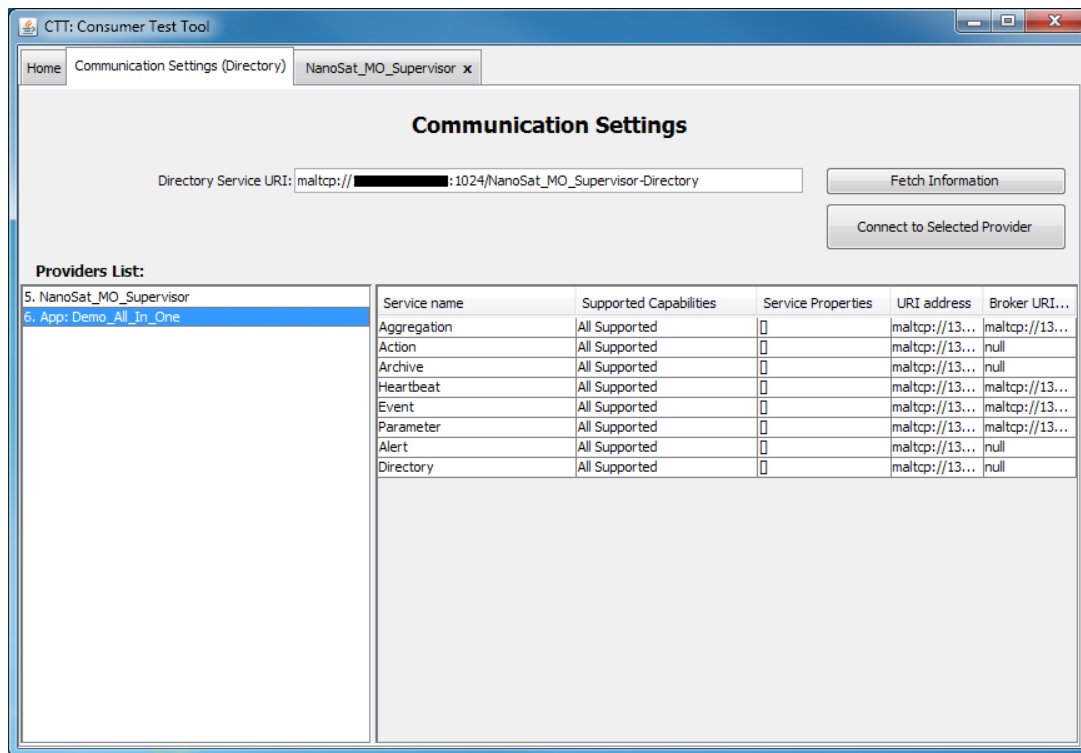 CTT: Consumer Test Tool
Home Communication Settings (Directory) NanoSat_MO_Supervisor x
Communication Settings
Directory Service URI: maltcp:// :1024/NanoSat_MO_Supervisor-Directory Fetch Information
Connect to Selected Provider
Providers List:
5. NanoSat_MO_Supervisor
6. App: Demo_All_In_One
Service name Supported Capabilities Service Properties URI address Broker URI...
Aggregation All Supported [] maltcp://13... maltcp://13...
Action All Supported [] maltcp://13... null
Archive All Supported [] maltcp://13... null
Heartbeat All Supported [] maltcp://13... maltcp://13...
Event All Supported [] maltcp://13... maltcp://13...
Parameter All Supported [] maltcp://13... maltcp://13...
Alert All Supported [] maltcp://13... null
Directory All Supported [] maltcp://13... null